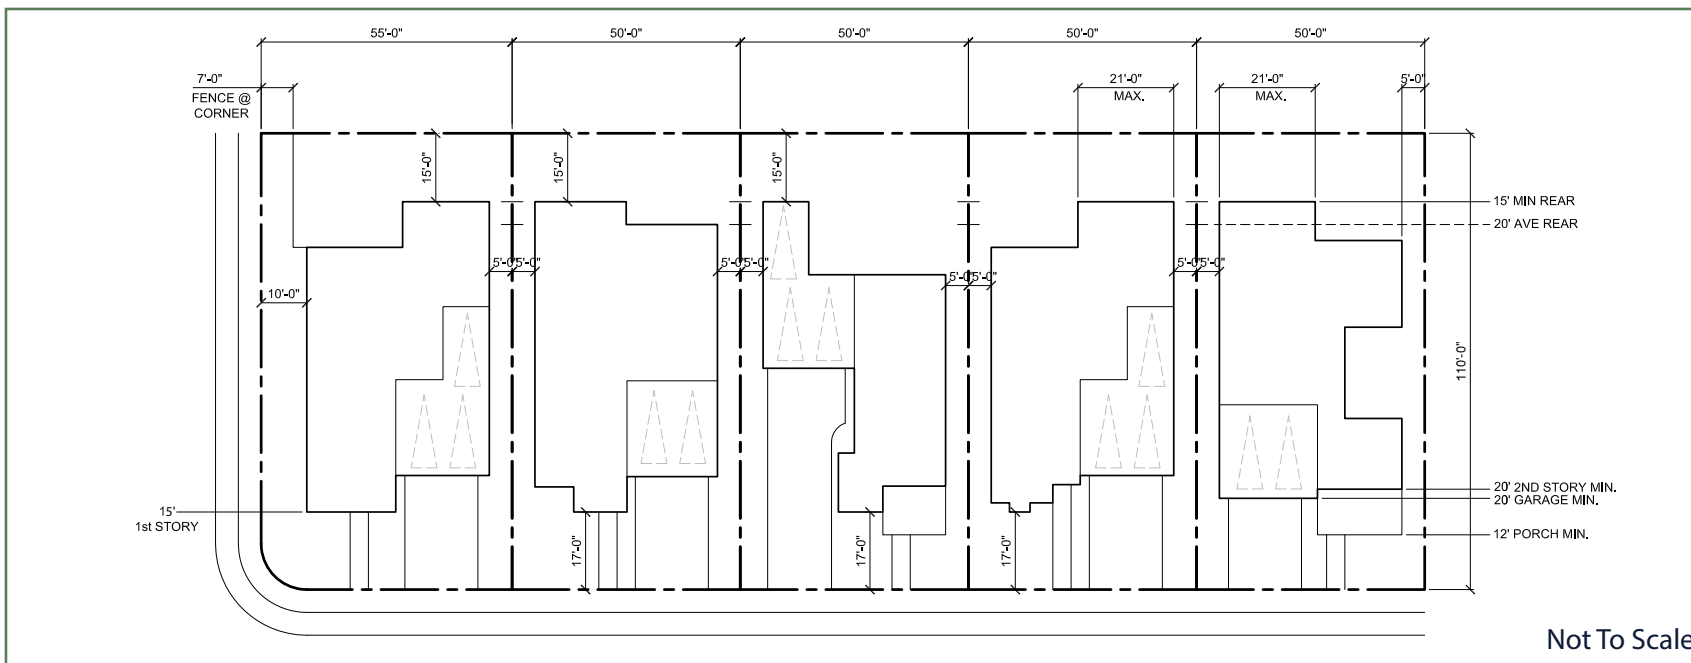 55'-0"
50'-0"
50'-0"
50'-0"
50'-0"
7'-0"
FENCE @
CORNER
21'-0"
MAX.
21'-0"
MAX.
5'-0"
15'-0"
15'-0"
15'-0"
15' MIN REAR
20' AVE REAR
5'-0"
5'-0"
5'-0"
5'-0"
5'-0"
5'-0"
5'-0"
5'-0"
10'-0"
110'-0"
15'
1st STORY
17'-0"
17'-0"
17'-0"
20' 2ND STORY MIN.
20' GARAGE MIN.
12' PORCH MIN.
Not To Scale